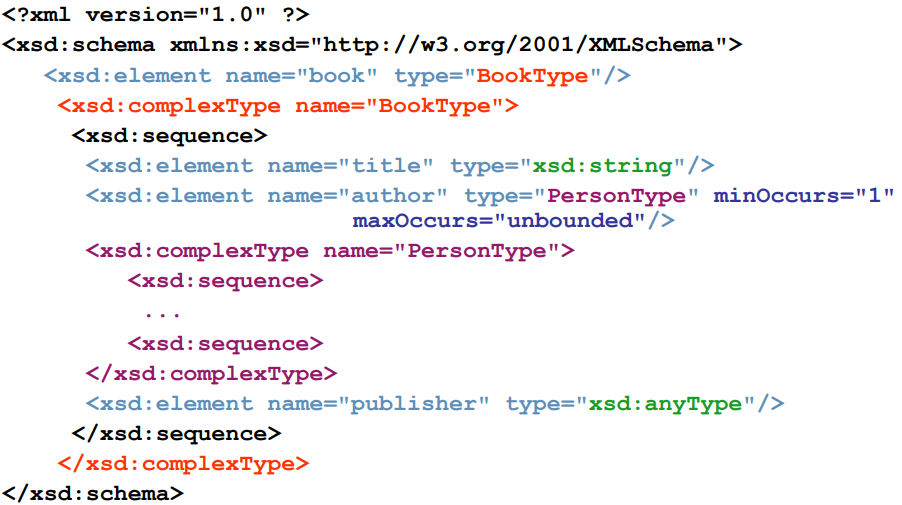 <?xml version="1.0" ?>
<xsd:schema xmlns:xsd="http://w3.org/2001/XMLSchema">
<xsd:element name="book" type="BookType"/>
<xsd:complexType name="BookType">
<xsd:sequence>
<xsd:element name="title" type="xsd:string"/>
<xsd:element name="author" type="PersonType" minOccurs="1"
maxOccurs="unbounded"/>
<xsd:complexType name="PersonType">
<xsd:sequence>
...
<xsd:sequence>
</xsd:complexType>
<xsd:element name="publisher" type="xsd:anyType"/>
</xsd:sequence>
</xsd:complexType>
</xsd:schema>